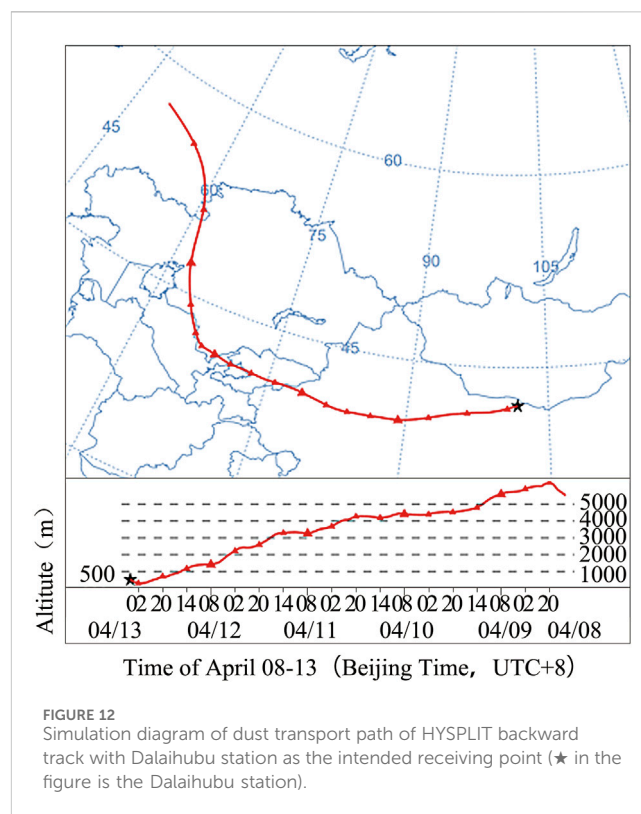 45
60
60
75
90
105
45
5000
4000
3000
2000
1000
500
Altitute (m)
02 20 14 08 02 20 14 08 02 20 14 08 02 20 14 08 02 20
04/13 04/12 04/11 04/10 04/09 04/08
Time of April 08-13 (Beijing Time, UTC+8)
FIGURE 12
Simulation diagram of dust transport path of HYSPLIT backward
track with Dalaihubu station as the intended receiving point (★ in the
figure is the Dalaihubu station).